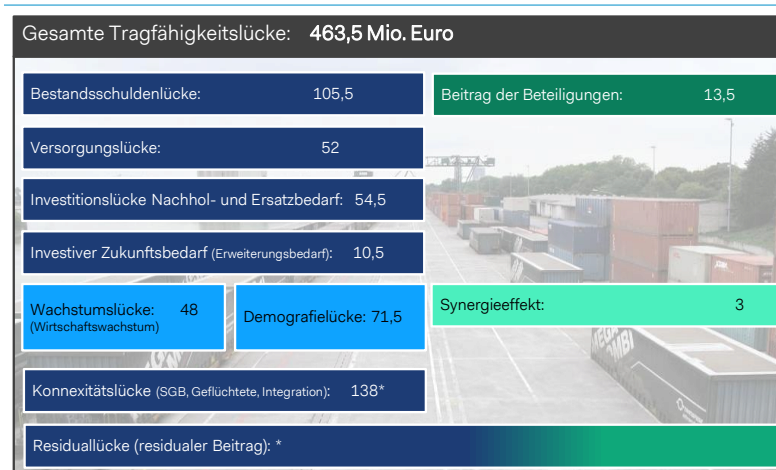 Gesamte Tragfähigkeitslücke: 463,5 Mio. Euro
Bestandsschuldenlücke: 105,5
Beitrag der Beteiligungen: 13,5
Versorgungslücke: 52
Investitionslücke Nachhol- und Ersatzbedarf: 54,5
Investiver Zukunftsbedarf (Erweiterungsbedarf): 10,5
Wachstumslücke: 48
(Wirtschaftswachstum)
Demografielücke: 71,5
Synergieeffekt: 3
Konnexitätslücke (SGB, Geflüchtete, Integration): 138*
Residuallücke (residualer Beitrag): *